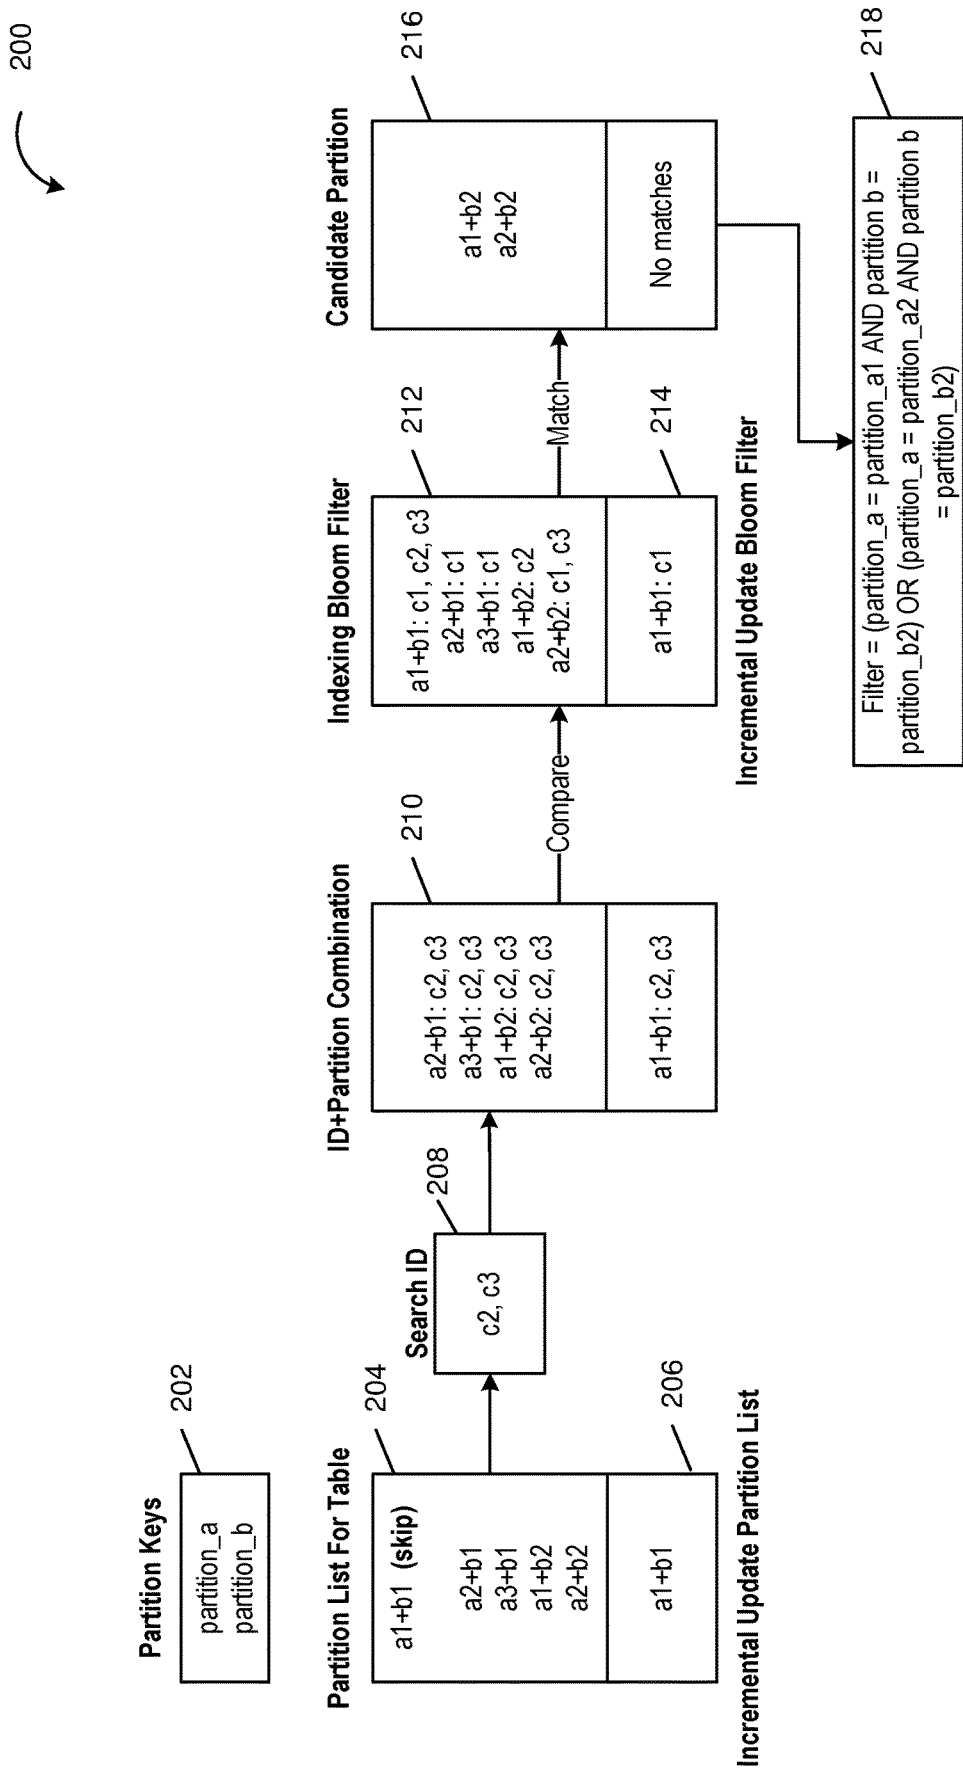 200
Partition Keys
202
partition_a
partition_b
Partition List For Table
204
a1+b1 (skip)
a2+b1
a3+b1
a1+b2
a2+b2
206
a1+b1
Incremental Update Partition List
Search ID
208
c2, c3
ID+Partition Combination
210
a2+b1: c2, c3
a3+b1: c2, c3
a1+b2: c2, c3
a2+b2: c2, c3
a1+b1: c2, c3
Compare
Indexing Bloom Filter
212
a1+b1: c1, c2, c3
a2+b1: c1
a3+b1: c1
a1+b2: c2
a2+b2: c1, c3
214
a1+b1: c1
Incremental Update Bloom Filter
Match
Candidate Partition
216
a1+b2
a2+b2
No matches
218
Filter = (partition_a = partition_a1 AND partition b =
partition_b2) OR (partition_a = partition_a2 AND partition b
= partition_b2)